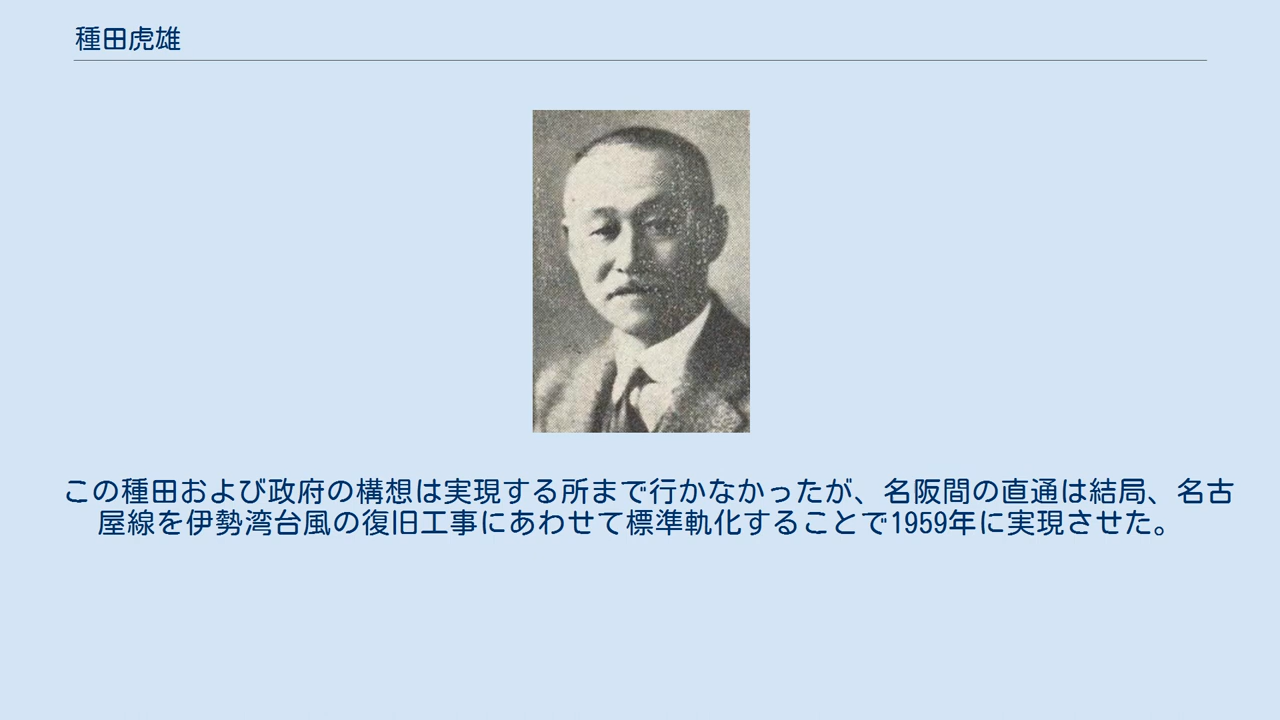 種田虎雄
この種田および政府の構想は実現する所まで行かなかったが、名阪間の直通は結局、名古
屋線を伊勢湾台風の復旧工事にあわせて標準軌化することで1959年に実現させた。